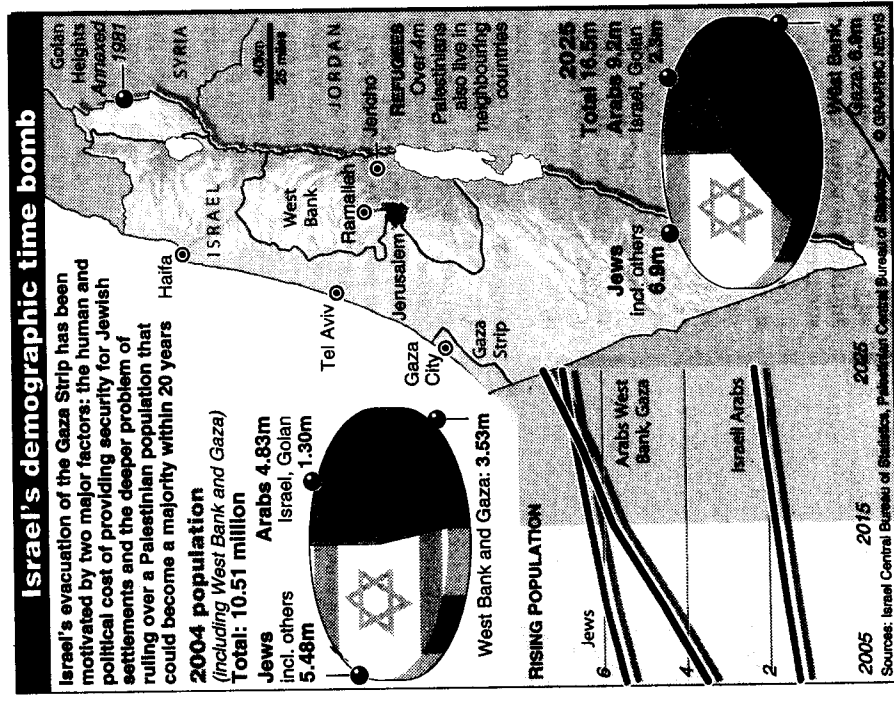 Israel's demographic time bomb
Israel's evacuation of the Gaza Strip has been
motivated by two major factors: the human and
political cost of providing security for Jewish
settlements and the deeper problem of
ruling over a Palestinian population that
could become a majority within 20 years
2004 population
(including West Bank and Gaza)
Total: 10.51 million
Jews
incl. others
5.48m
Arabs 4.83m
Israel, Golan
1.30m
West Bank and Gaza: 3.53m
Golan
Heights
Annexed
1981
SYRIA
40km
25 miles
Haifa
ISRAEL
West
Bank
Ramallah
Jericho
JORDAN
Tel Aviv
Jerusalem
Gaza
City
Gaza
Strip
REFUGEES
Over 4m
Palestinians
also live in
neighbouring
countries
2025
Total 16.5m
Arabs 9.2m
Israel, Golan
2.3m
Jews
incl. others
6.9m
West Bank,
Gaza: 6.9m
RISING POPULATION
Jews
6
Arabs West
Bank, Gaza
4
Israeli Arabs
2
2005
2015
2025
Sources: Israel Central Bureau of Statistics, Palestinian Central Bureau of Statistics
© GRAPHIC NEWS